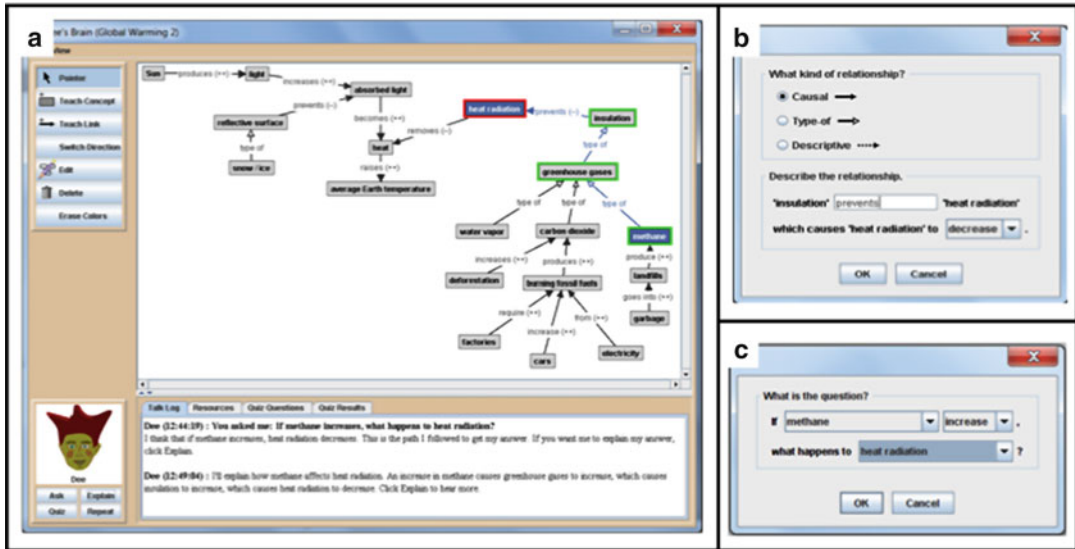 a
's Brain (Global Warming 2)
View
Pointer
Teach Concept
Teach Link
Switch Direction
Edit
Delete
Erase Colors
Sun
produces (++)
light
increases (++)
absorbed light
prevents (--)
reflective surface
becomes (++)
type of
snow / ice
heat
removes (--)
heat radiation
prevents (--)
insulation
raises (++)
average Earth temperature
type of
greenhouse gases
type of
type of
type of
water vapor
carbon dioxide
methane
increases (++)
produces (++)
produce (++)
deforestation
burning fossil fuels
landfills
goes into (++)
require (++)
increase (++)
from (++)
garbage
factories
cars
electricity
Dee
Ask
Explain
Quiz
Repeat
Talk Log
Resources
Quiz Questions
Quiz Results
Dee (12:44:19) : You asked me: If methane increases, what happens to heat radiation?
I think that if methane increases, heat radiation decreases. This is the path I followed to get my answer. If you want me to explain my answer,
click Explain.
Dee (12:49:04) : I'll explain how methane affects heat radiation. An increase in methane causes greenhouse gases to increase, which causes
insulation to increase, which causes heat radiation to decrease. Click Explain to hear more.
b
What kind of relationship?
Causal
Type-of
Descriptive
Describe the relationship.
'insulation' prevents 'heat radiation'
which causes 'heat radiation' to decrease .
OK
Cancel
c
What is the question?
If methane increase ,
what happens to heat radiation ?
OK
Cancel